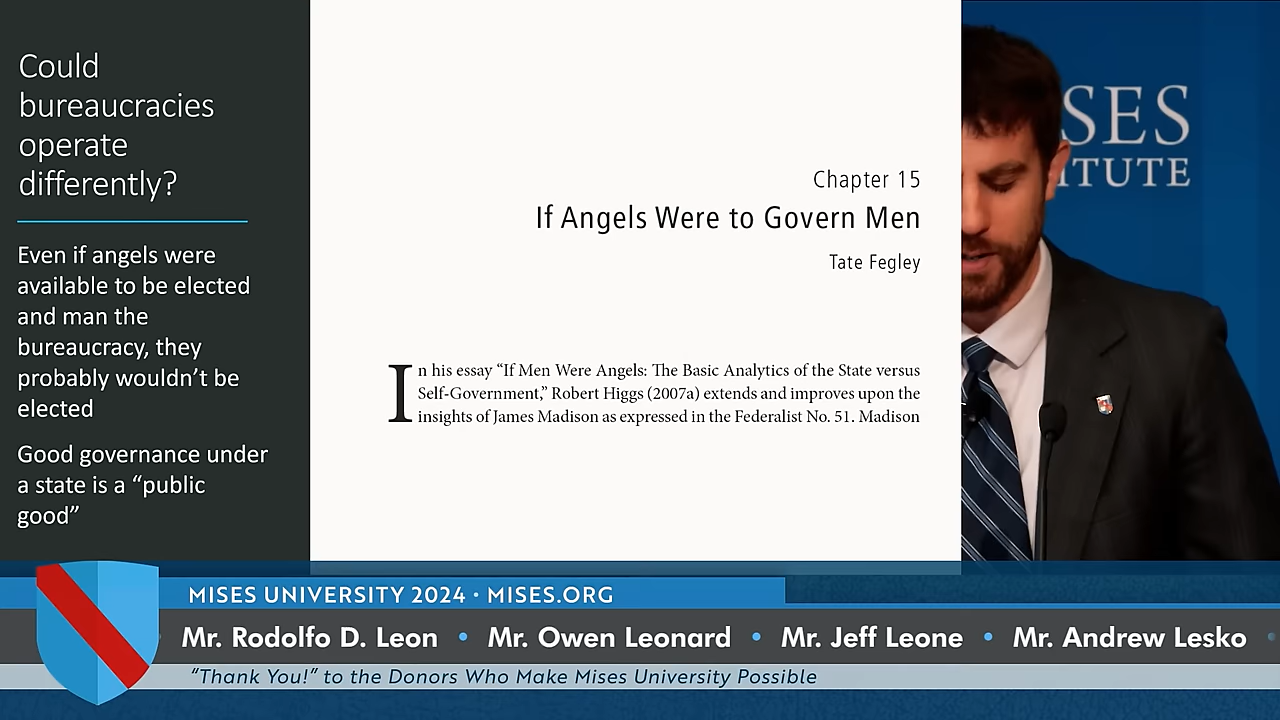 Could
bureaucracies
operate
differently?
Even if angels were
available to be elected
and man the
bureaucracy, they
probably wouldn’t be
elected
Good governance under
a state is a “public
good”
Chapter 15
If Angels Were to Govern Men
Tate Fegley
In his essay “If Men Were Angels: The Basic Analytics of the State versus
Self-Government,” Robert Higgs (2007a) extends and improves upon the
insights of James Madison as expressed in the Federalist No. 51. Madison
SES
ITUTE
MISES UNIVERSITY 2024 • MISES.ORG
Mr. Rodolfo D. Leon • Mr. Owen Leonard • Mr. Jeff Leone • Mr. Andrew Lesko
“Thank You!” to the Donors Who Make Mises University Possible